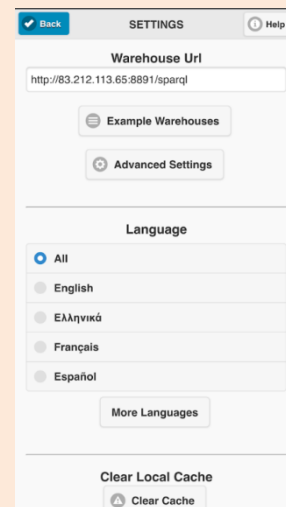 Back SETTINGS Help
Warehouse Url
http://83.212.113.65:8891/sparql
Example Warehouses
Advanced Settings
Language
All
English
Ελληνικά
Français
Español
More Languages
Clear Local Cache
Clear Cache